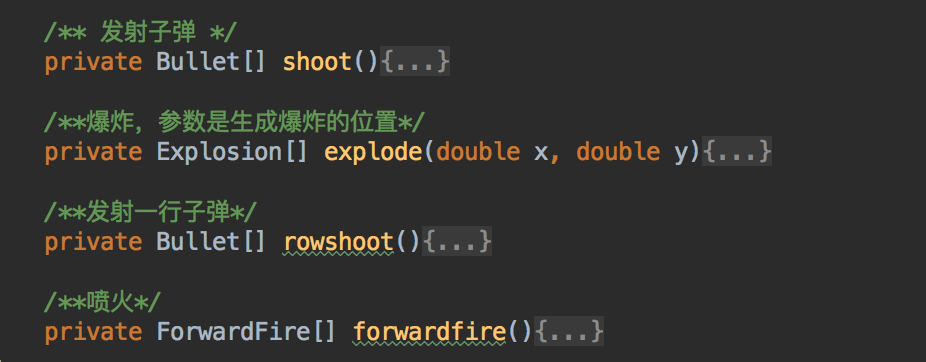 /** 发射子弹 */
private Bullet[] shoot(){...}
/**爆炸，参数是生成爆炸的位置*/
private Explosion[] explode(double x, double y){...}
/**发射一行子弹*/
private Bullet[] rowshoot(){...}
/**喷火*/
private ForwardFire[] forwardfire(){...}